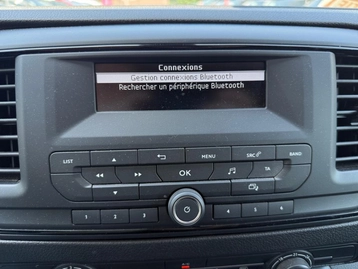 Connexions
Gestion connexions Bluetooth
Rechercher un périphérique Bluetooth
LIST
MENU
SRC
BAND
OK
TA
1 2 3 4 5 6